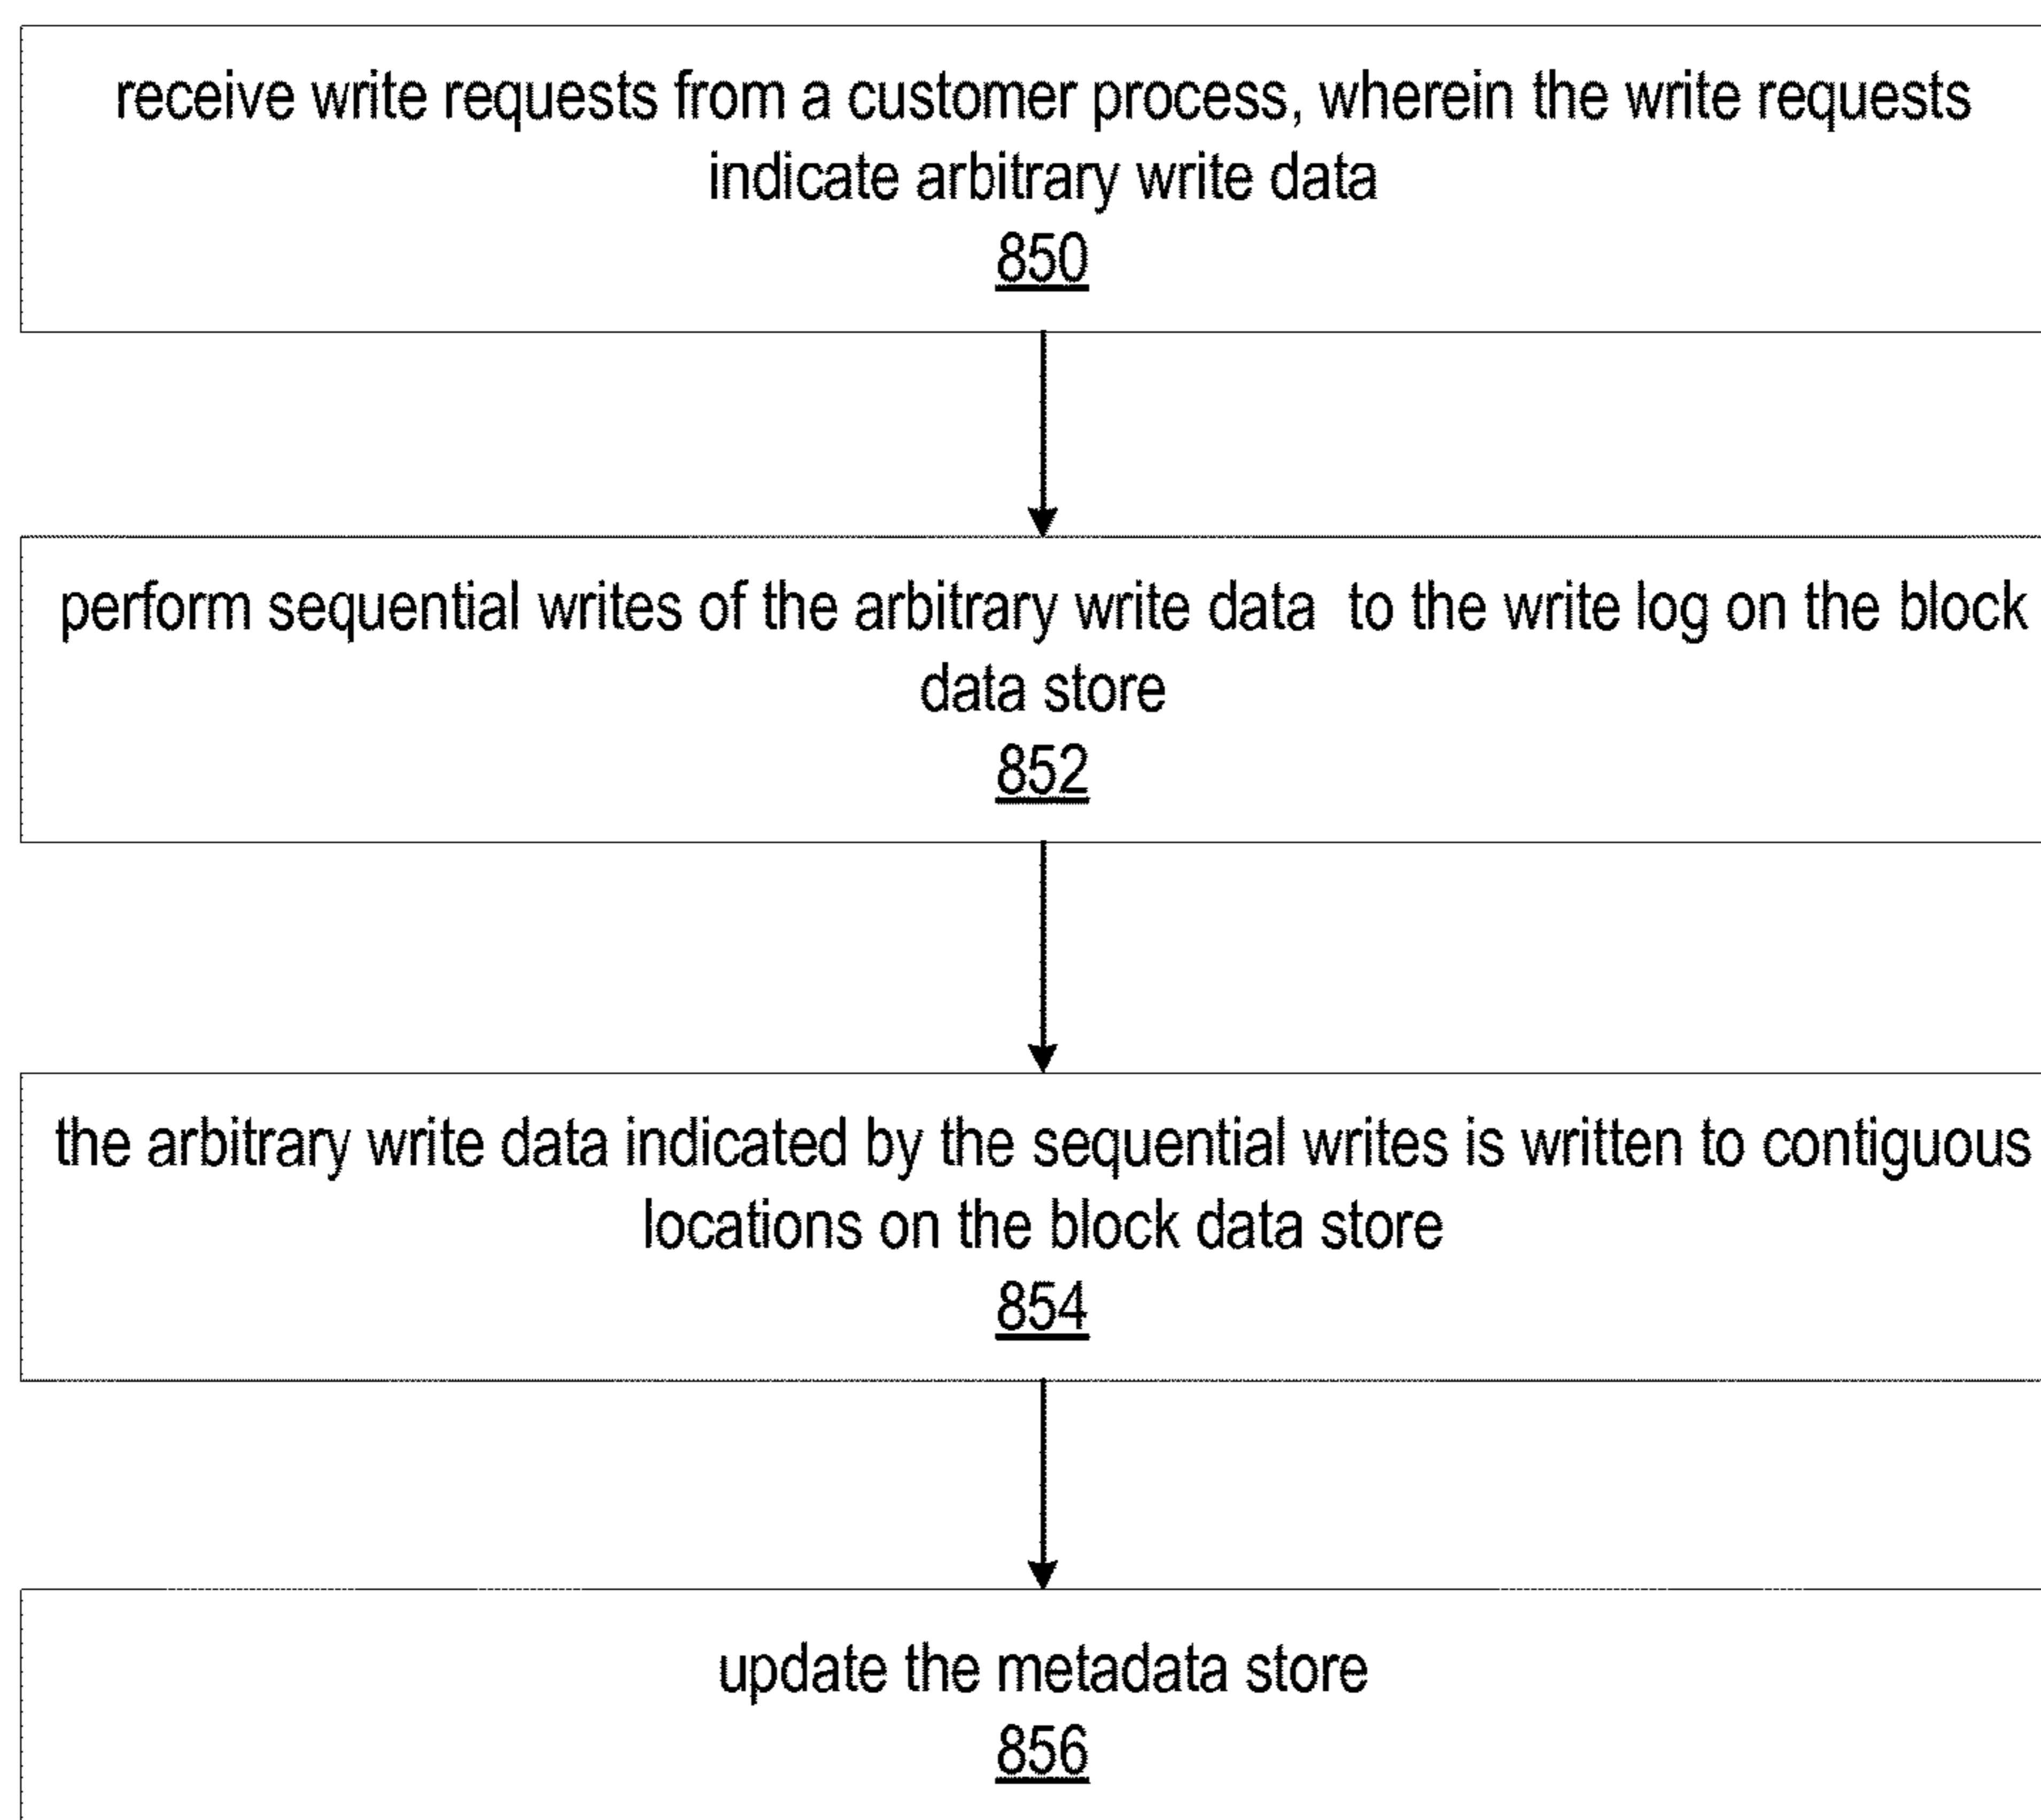 receive write requests from a customer process, wherein the write requests
indicate arbitrary write data
850
perform sequential writes of the arbitrary write data to the write log on the block
data store
852
the arbitrary write data indicated by the sequential writes is written to contiguous
locations on the block data store
854
update the metadata store
856